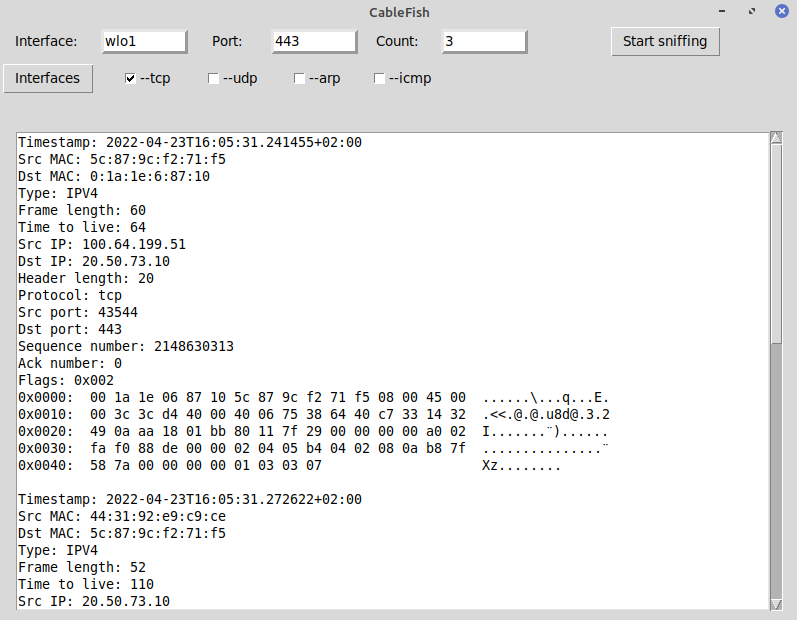 CableFish
Interface: wlo1 Port: 443 Count: 3 Start sniffing
Interfaces --tcp --udp --arp --icmp
Timestamp: 2022-04-23T16:05:31.241455+02:00
Src MAC: 5c:87:9c:f2:71:f5
Dst MAC: 0:1a:1e:6:87:10
Type: IPV4
Frame length: 60
Time to live: 64
Src IP: 100.64.199.51
Dst IP: 20.50.73.10
Header length: 20
Protocol: tcp
Src port: 43544
Dst port: 443
Sequence number: 2148630313
Ack number: 0
Flags: 0x002
0x0000:  00 1a 1e 06 87 10 5c 87 9c f2 71 f5 08 00 45 00  ......\...q...E.
0x0010:  00 3c 3c d4 40 00 40 06 75 38 64 40 c7 33 14 32  .<<.@.@.u8d@.3.2
0x0020:  49 0a aa 18 01 bb 80 11 7f 29 00 00 00 00 a0 02  I.......¨)......
0x0030:  fa f0 88 de 00 00 02 04 05 b4 04 02 08 0a b8 7f  ...............¨
0x0040:  58 7a 00 00 00 00 01 03 03 07                    Xz........
Timestamp: 2022-04-23T16:05:31.272622+02:00
Src MAC: 44:31:92:e9:c9:ce
Dst MAC: 5c:87:9c:f2:71:f5
Type: IPV4
Frame length: 52
Time to live: 110
Src IP: 20.50.73.10